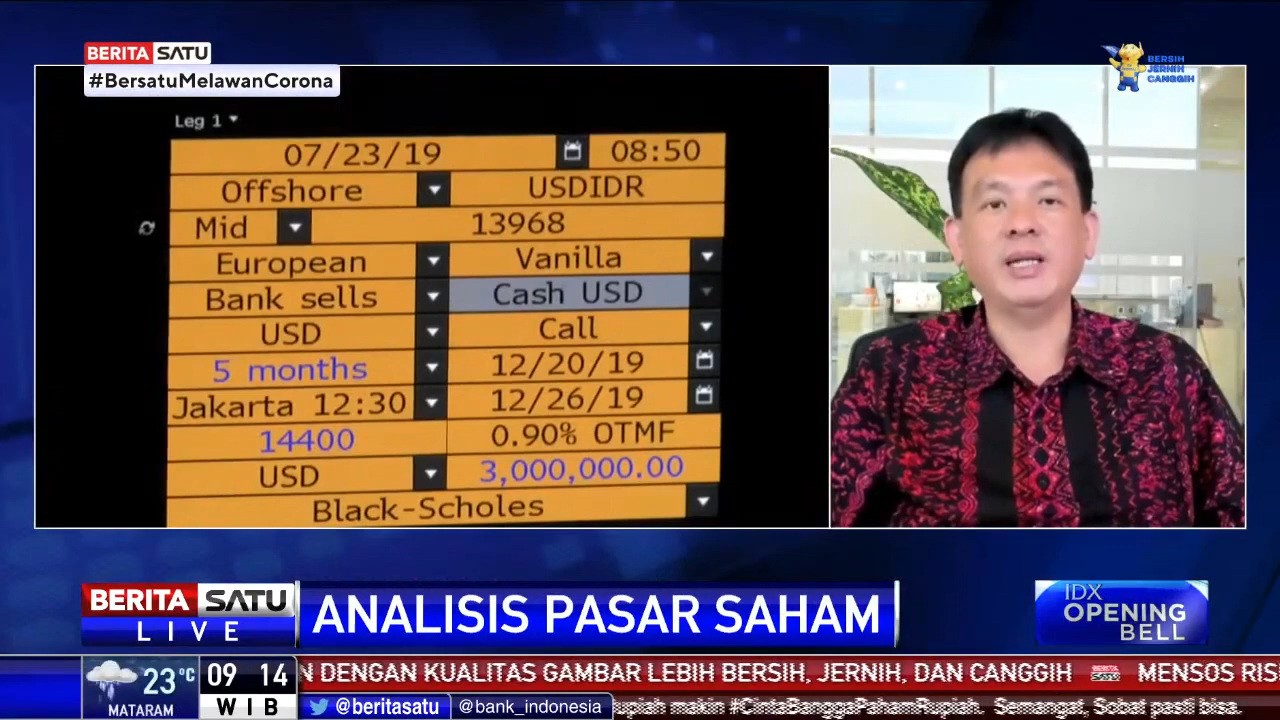 BERITA SATU
#BersatuMelawanCorona
BERSIH
JERNIH
CANGGIH
Leg 1
07/23/19 08:50
Offshore USDIDR
Mid 13968
European Vanilla
Bank sells Cash USD
USD Call
5 months 12/20/19
Jakarta 12:30 12/26/19
14400 0.90% OTMF
USD 3,000,000.00
Black-Scholes
BERITA SATU
LIVE
ANALISIS PASAR SAHAM
IDX
OPENING
BELL
23°C
MATARAM
09 14
WIB
N DENGAN KUALITAS GAMBAR LEBIH BERSIH, JERNIH, DAN CANGGIH BERITA SATU MENSOS RIS
@beritasatu @bank_indonesia upiah makin #CintaBanggaPahamRupiah. Semangat, Sobat pasti bisa.